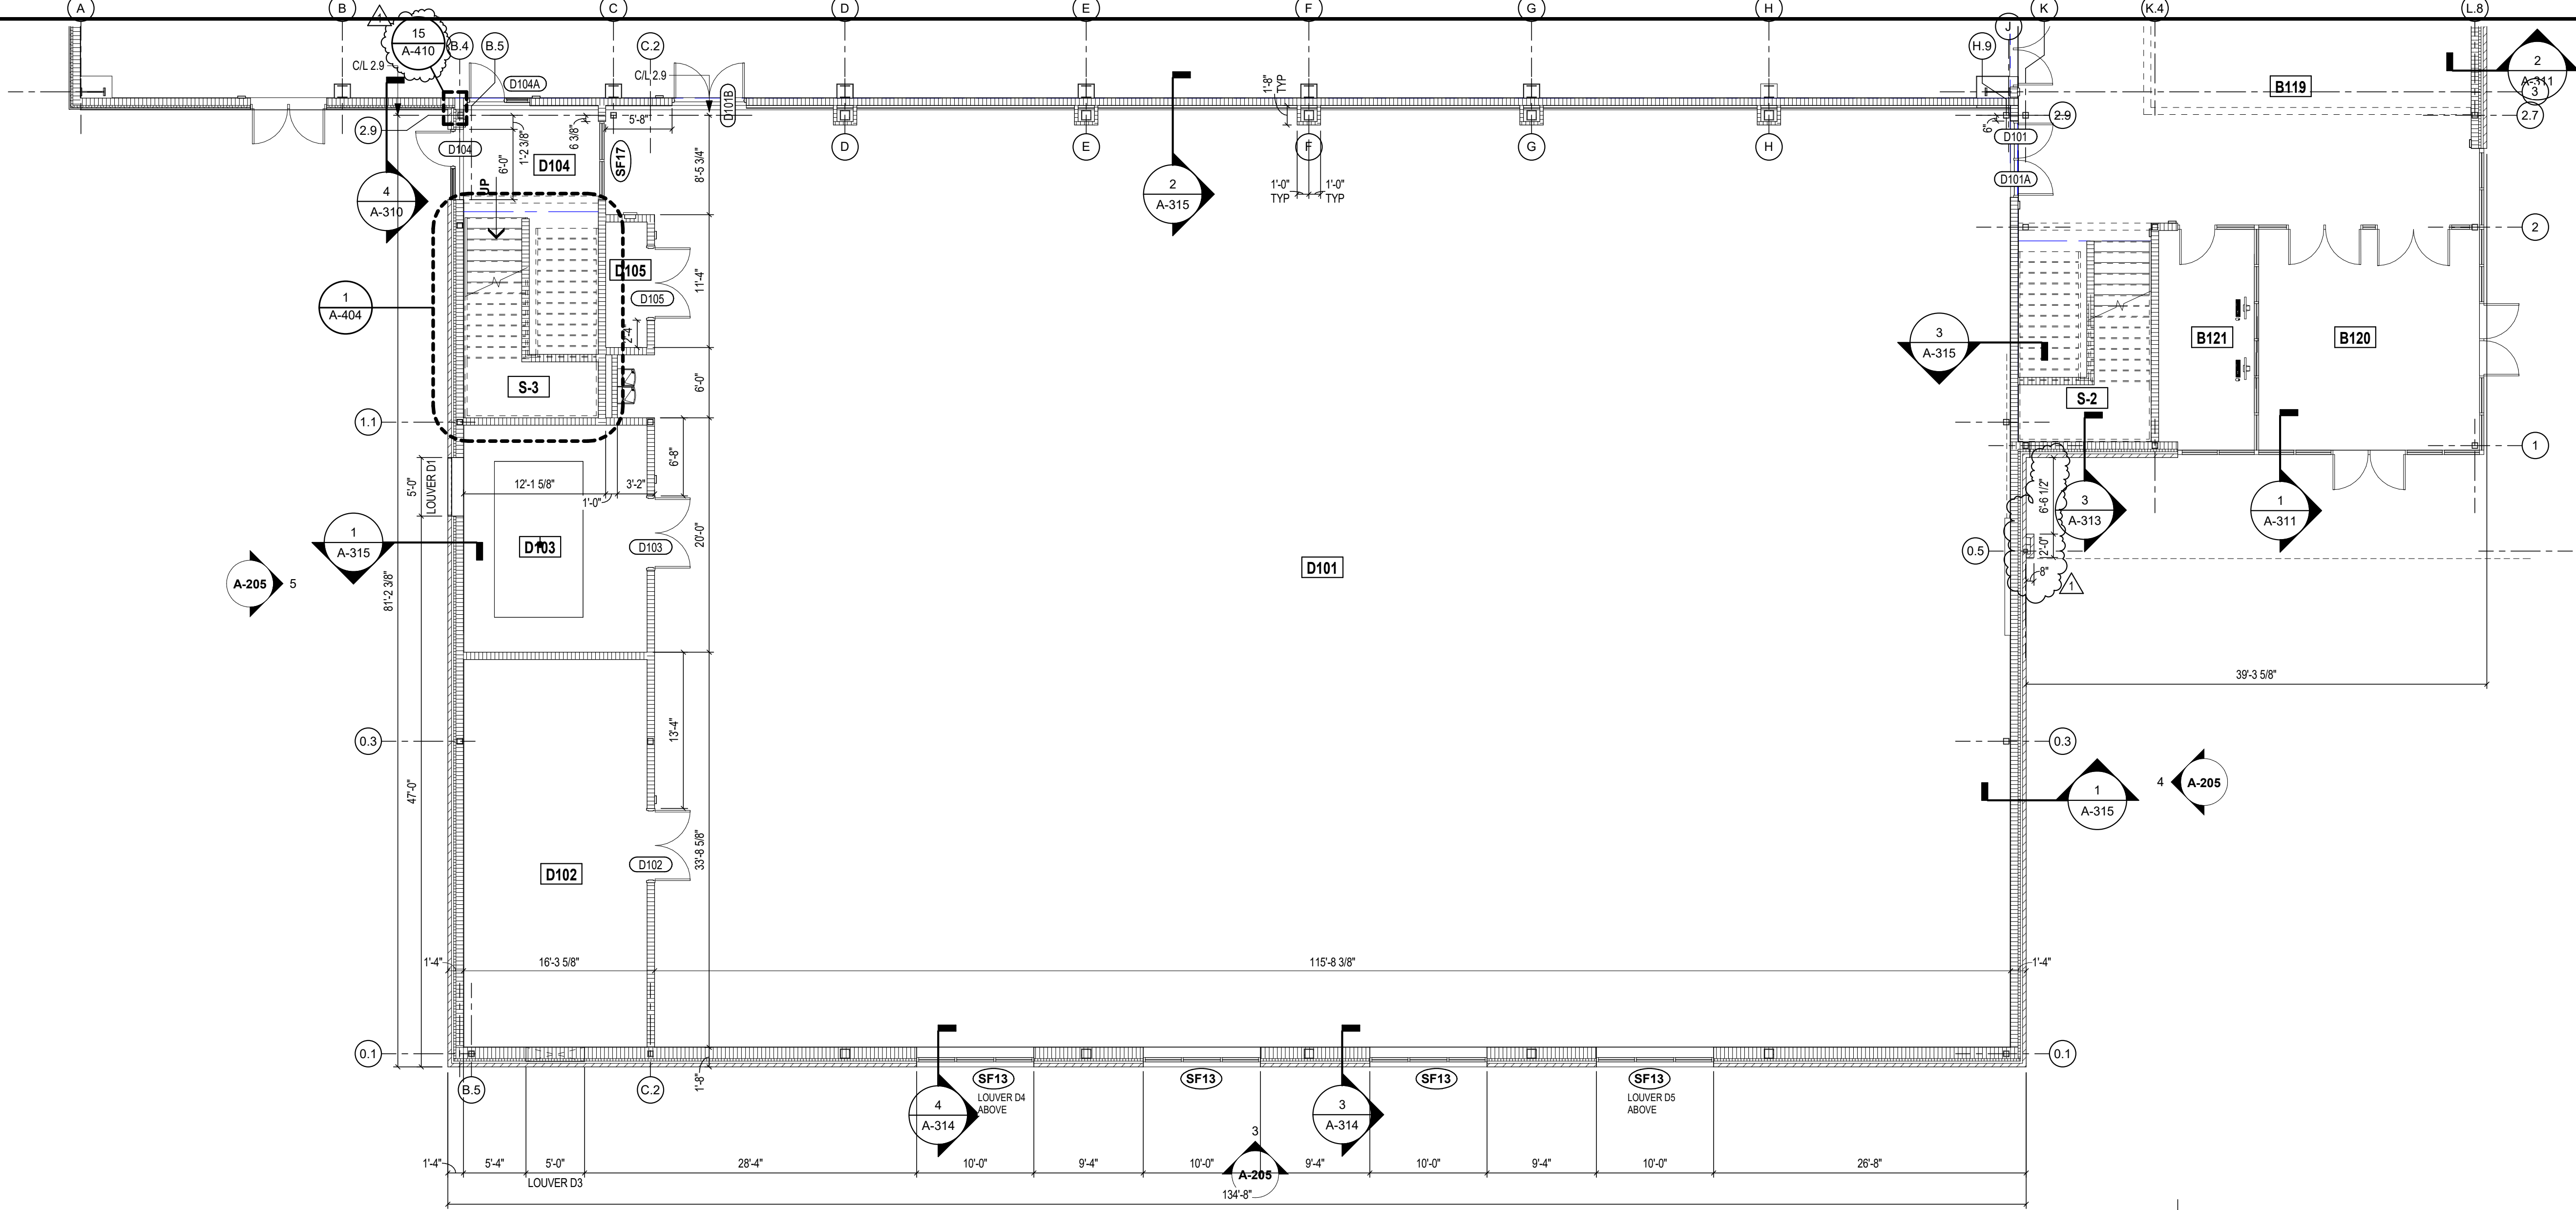 A
B
C
D
E
F
G
H
J
K
K.4
L.8
1
15
A-410
B.4
B.5
C.2
H.9
C/L 2.9
C/L 2.9
D104A
D101B
1'-8"
TYP
2
A-311
3
B119
2.9
D104
1'-2 3/8"
6 3/8"
5'-8"
D104
SF17
6'-0"
UP
8'-5 3/4"
D
E
F
G
H
6"
D101
2.9
2.7
D101A
4
A-310
2
A-315
1'-0"
TYP
1'-0"
TYP
2
D105
11'-4"
D105
2'-4"
1
A-404
3
A-315
B121
B120
S-3
6'-0"
S-2
1.1
1
6'-8"
5'-0"
LOUVER D1
12'-1 5/8"
3'-2"
1'-0"
6'-6 1/2"
3
A-313
1
A-311
1
A-315
D103
D103
20'-0"
0.5
2'-0"
8"
1
D101
A-205
5
81'-2 3/8"
39'-3 5/8"
0.3
13'-4"
0.3
47'-0"
1
A-315
4
A-205
D102
D102
33'-8 5/8"
1'-4"
16'-3 5/8"
115'-8 3/8"
1'-4"
0.1
0.1
B.5
C.2
1'-8"
SF13
LOUVER D4
ABOVE
SF13
SF13
SF13
LOUVER D5
ABOVE
4
A-314
3
A-314
3
A-205
1'-4"
5'-4"
5'-0"
28'-4"
10'-0"
9'-4"
10'-0"
9'-4"
10'-0"
9'-4"
10'-0"
26'-8"
LOUVER D3
134'-8"